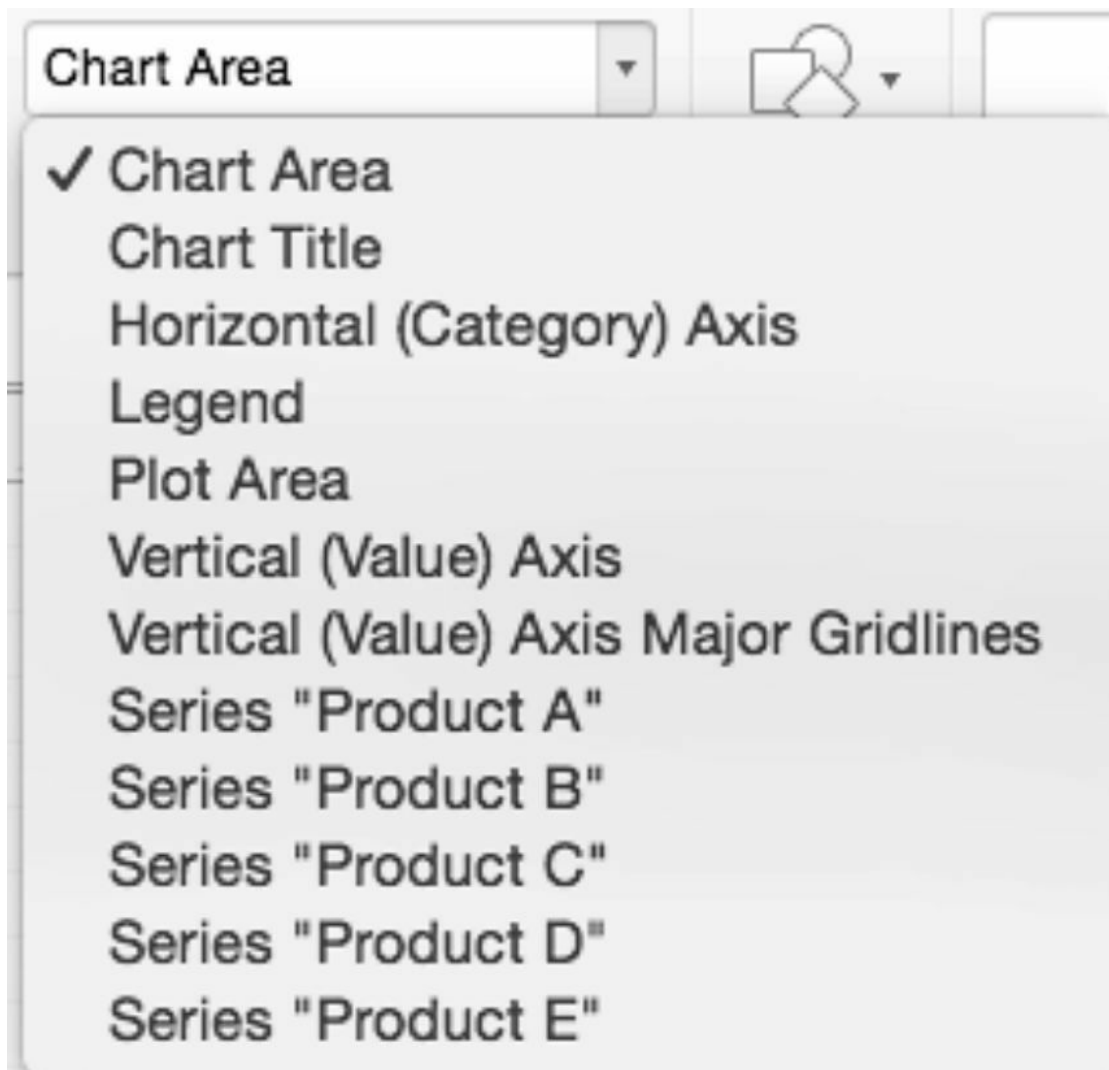 Chart Area
✓ Chart Area
Chart Title
Horizontal (Category) Axis
Legend
Plot Area
Vertical (Value) Axis
Vertical (Value) Axis Major Gridlines
Series "Product A"
Series "Product B"
Series "Product C"
Series "Product D"
Series "Product E"